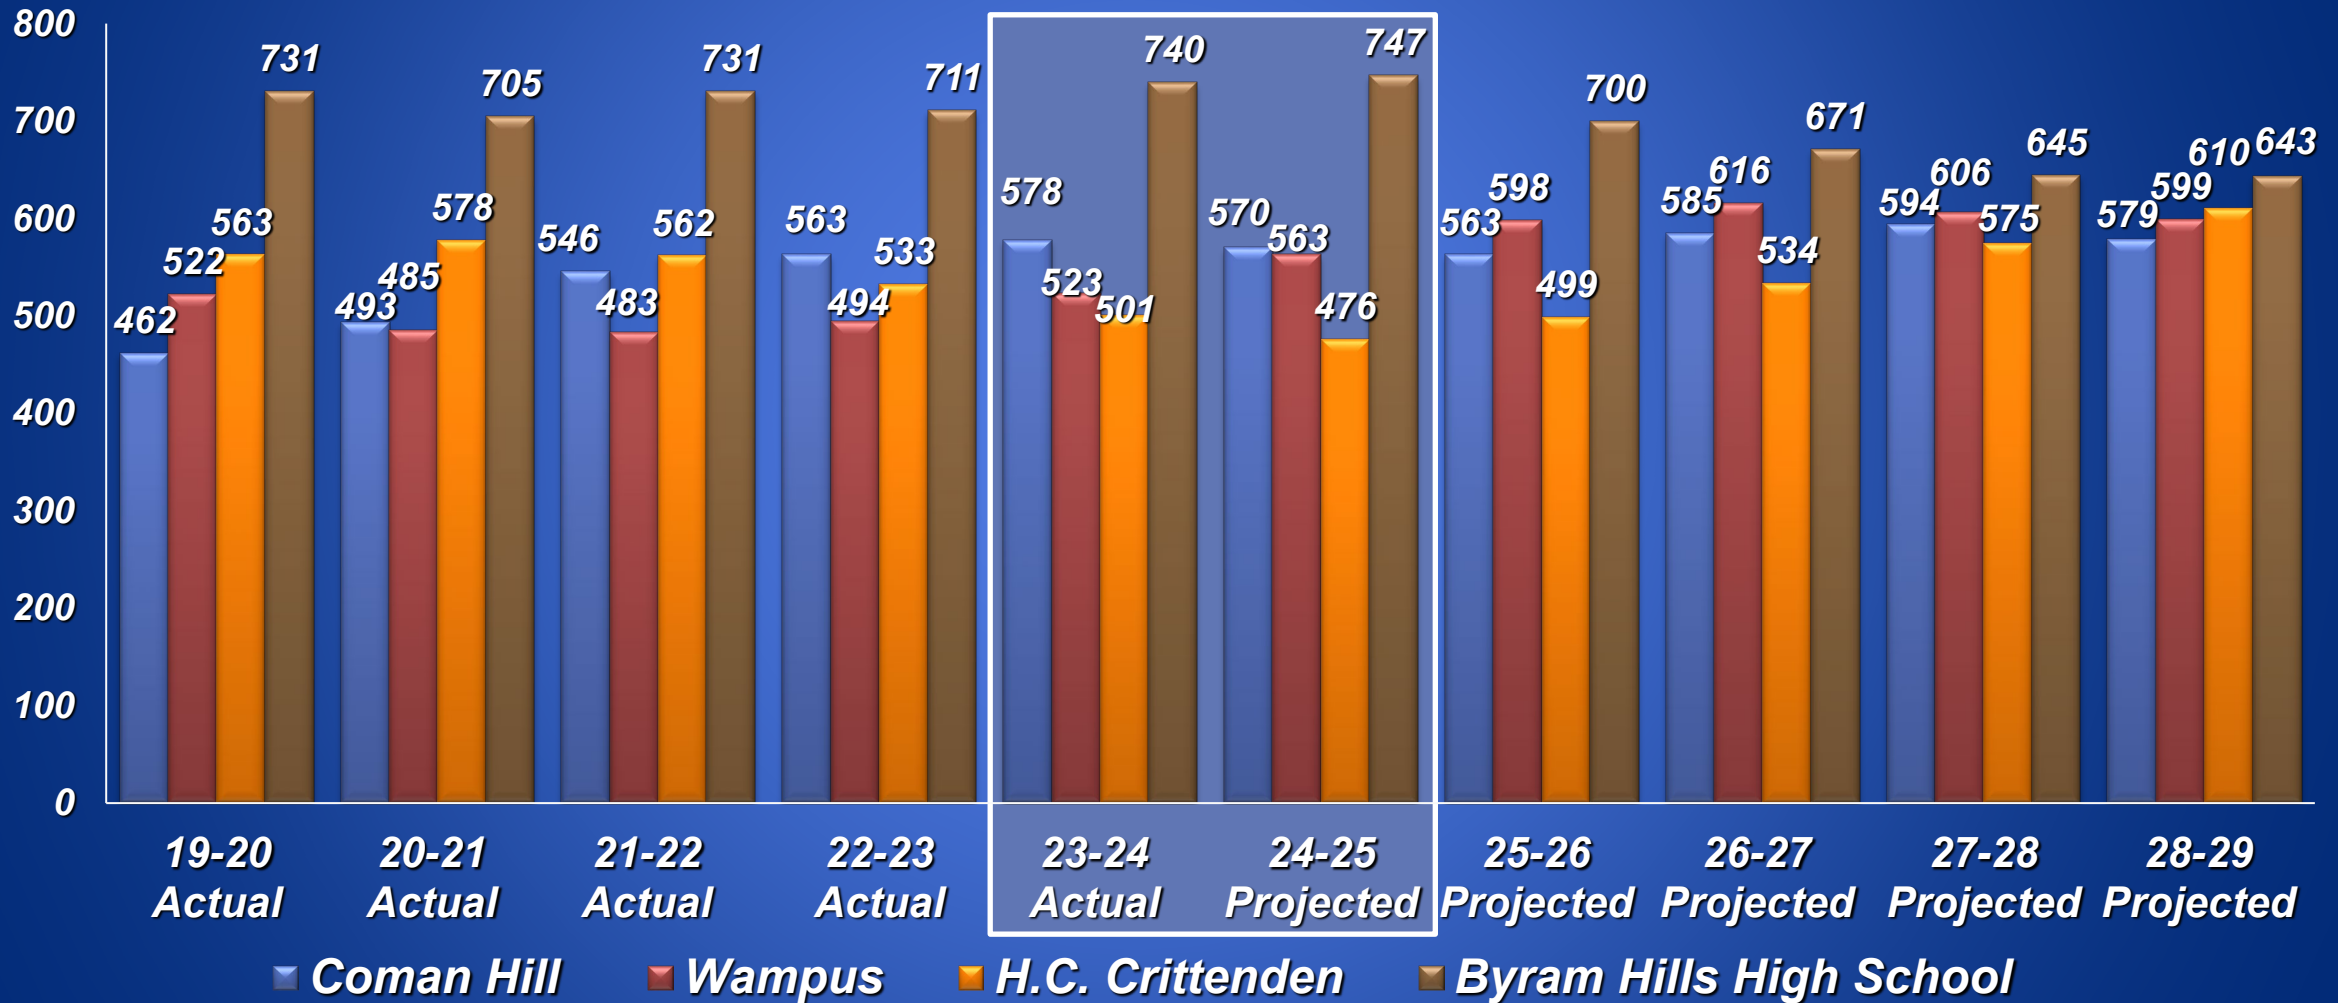 800
700
600
500
400
300
200
100
0
462 522 563 731
493 485 578 705
546 483 562 731
563 494 533 711
578 523 501 740
570 563 476 747
563 598 499 700
585 616 534 671
594 606 575 645
579 599 610 643
19-20 20-21 21-22 22-23 23-24 24-25 25-26 26-27 27-28 28-29
Actual Actual Actual Actual Actual Projected Projected Projected Projected Projected
Coman Hill Wampus H.C. Crittenden Byram Hills High School